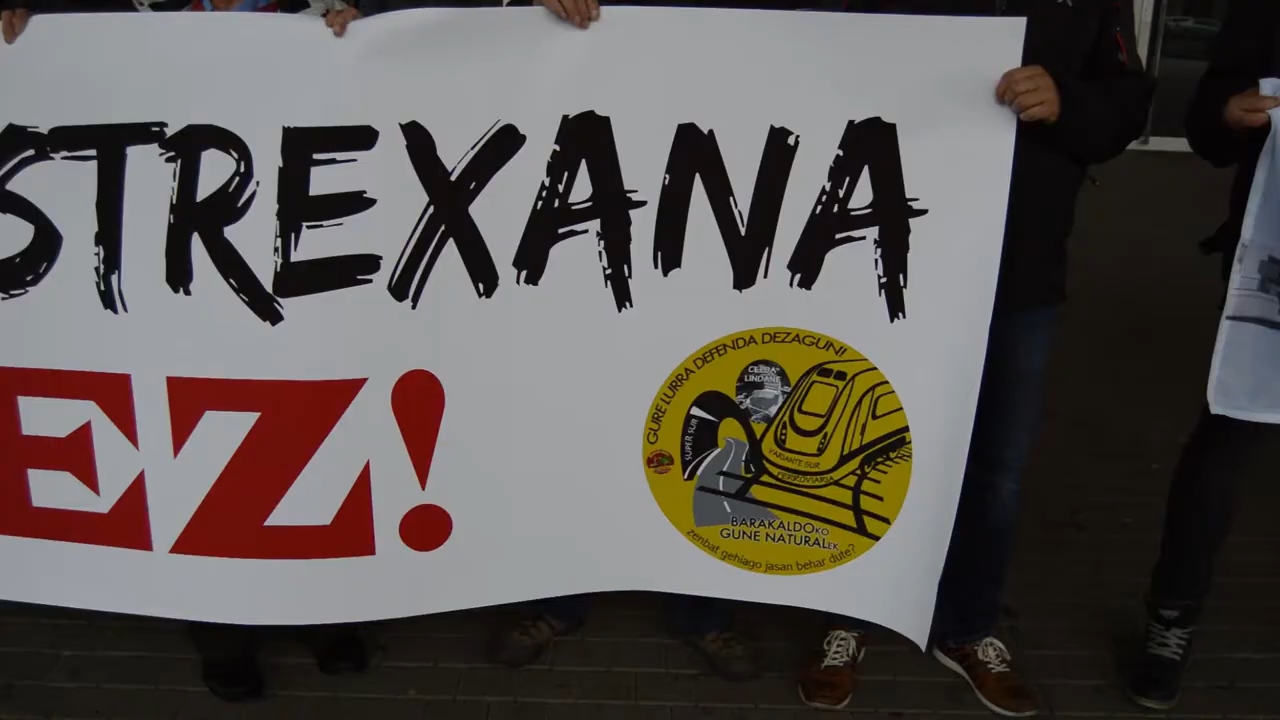 STREXANA
EZ!
GURE LURRA DEFENDA DEZAGUN!
CELDA
LINDANE
SUPER SUR
VARIANTE SUR
FERROVIARIA
BARAKALDOKO
GUNE NATURALEK
zenbat gehiago jasan behar dute?